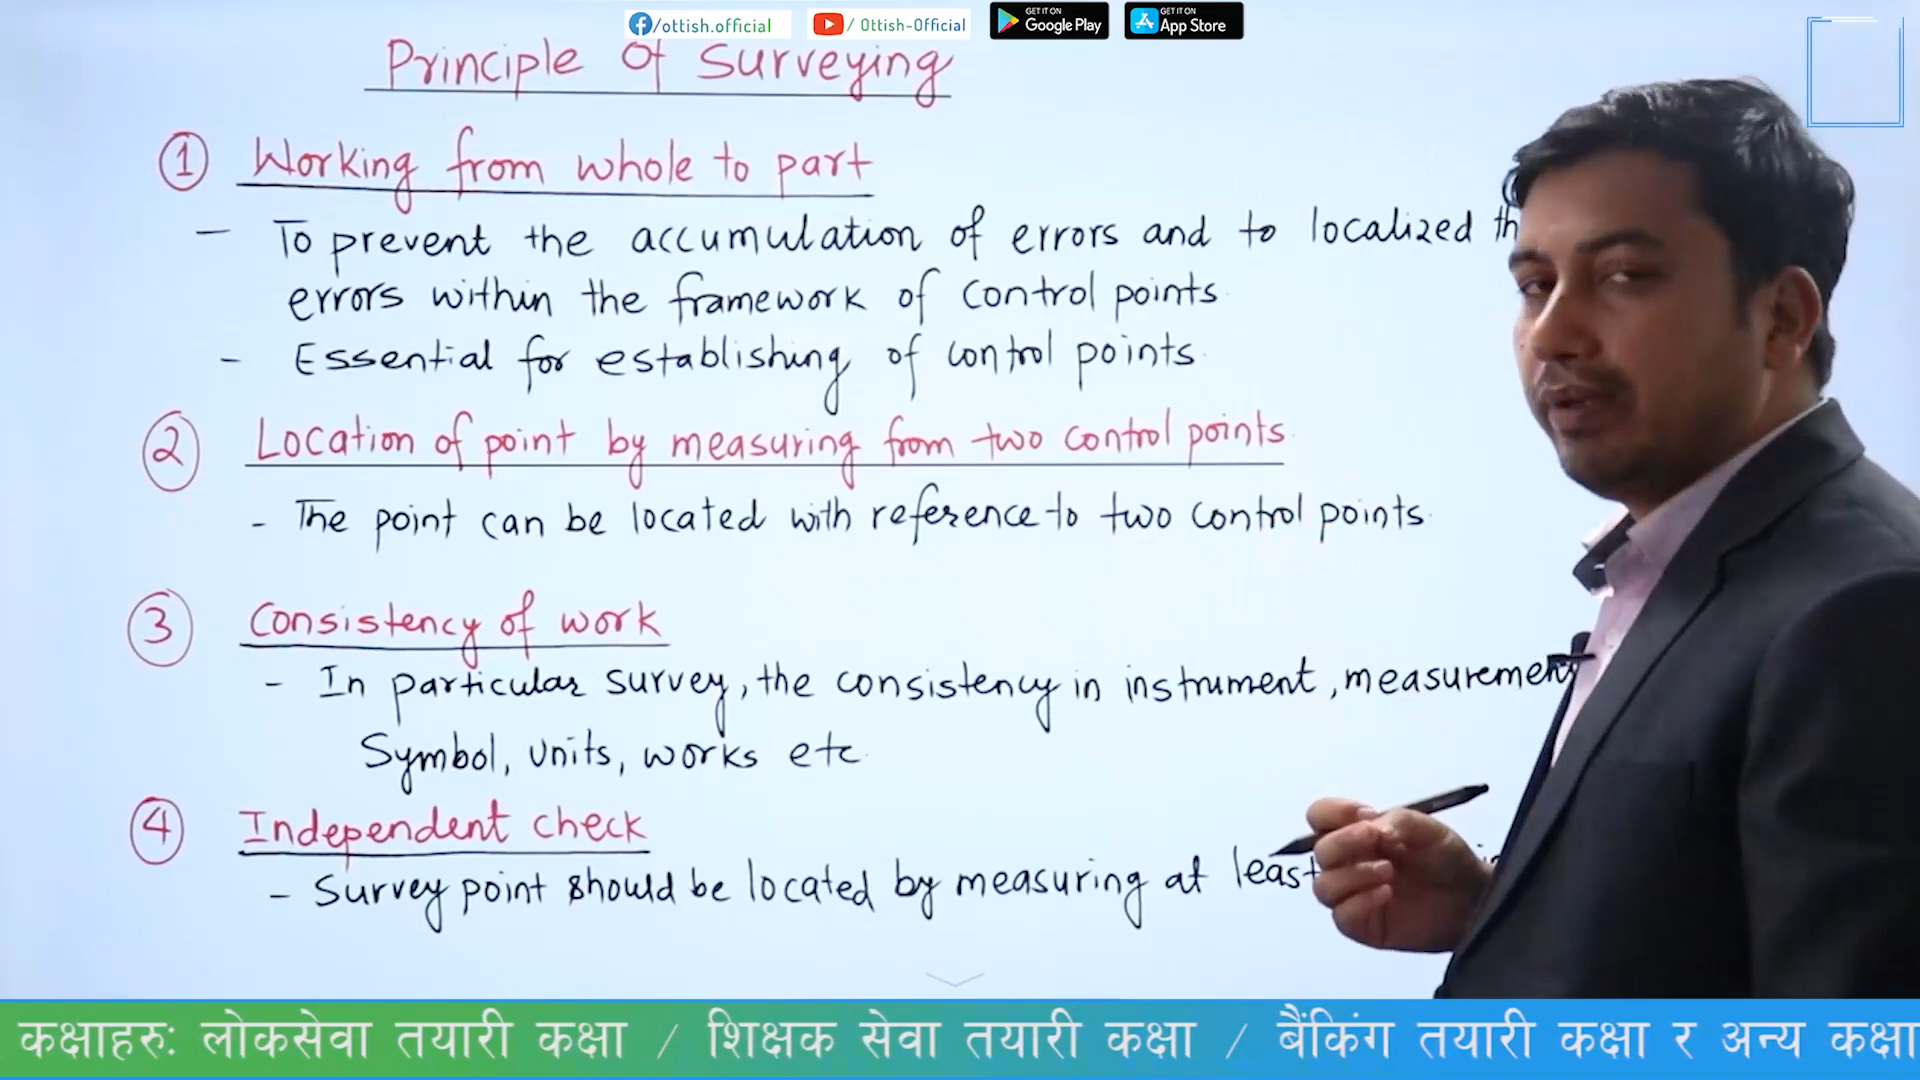 /ottish.official / Ottish-Official GET IT ON Google Play GET IT ON App Store
Principle Of Surveying
1 Working from whole to part
- To prevent the accumulation of errors and to localized th
errors within the framework of control points.
- Essential for establishing of control points.
2 Location of point by measuring from two control points.
- The point can be located with reference to two control points.
3 Consistency of work
- In particular survey, the consistency in instrument, measurement
Symbol, units, works etc.
4 Independent check
- Survey point should be located by measuring at least
कक्षाहरु: लोकसेवा तयारी कक्षा / शिक्षक सेवा तयारी कक्षा / बैंकिंग तयारी कक्षा र अन्य कक्षा